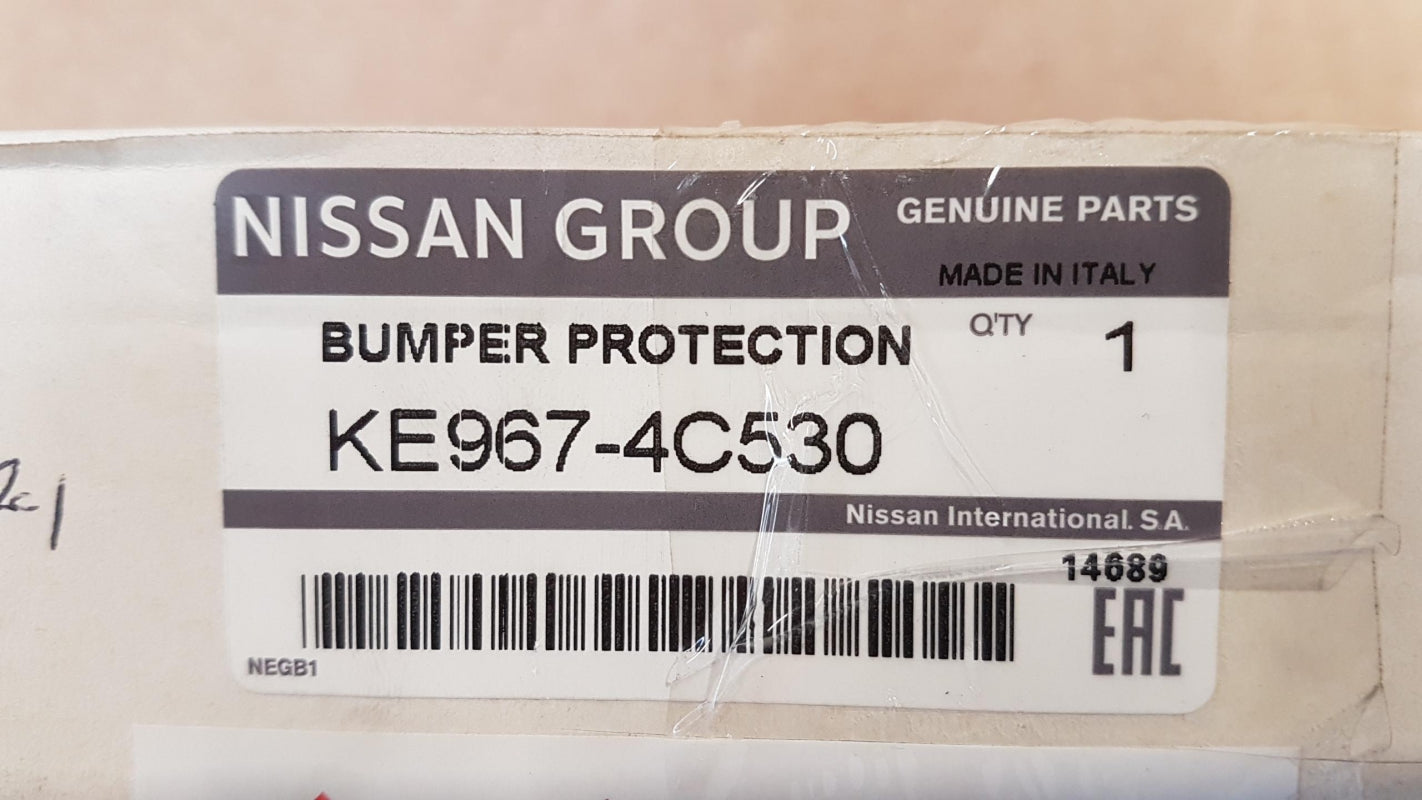 NISSAN GROUP
GENUINE PARTS
MADE IN ITALY
BUMPER PROTECTION
Q'TY 1
KE967-4C530
Nissan International. S.A.
14689
EAC
NEGB1